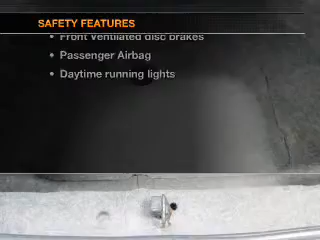 SAFETY FEATURES
• Front Ventilated disc brakes
• Passenger Airbag
• Daytime running lights